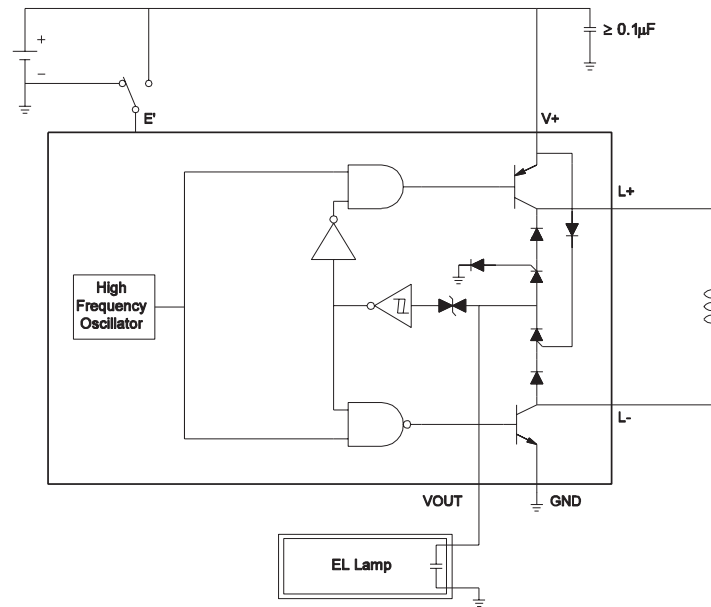 +
≥ 0.1µF
−
E'
V+
L+
High
Frequency
Oscillator
L-
VOUT
GND
EL Lamp